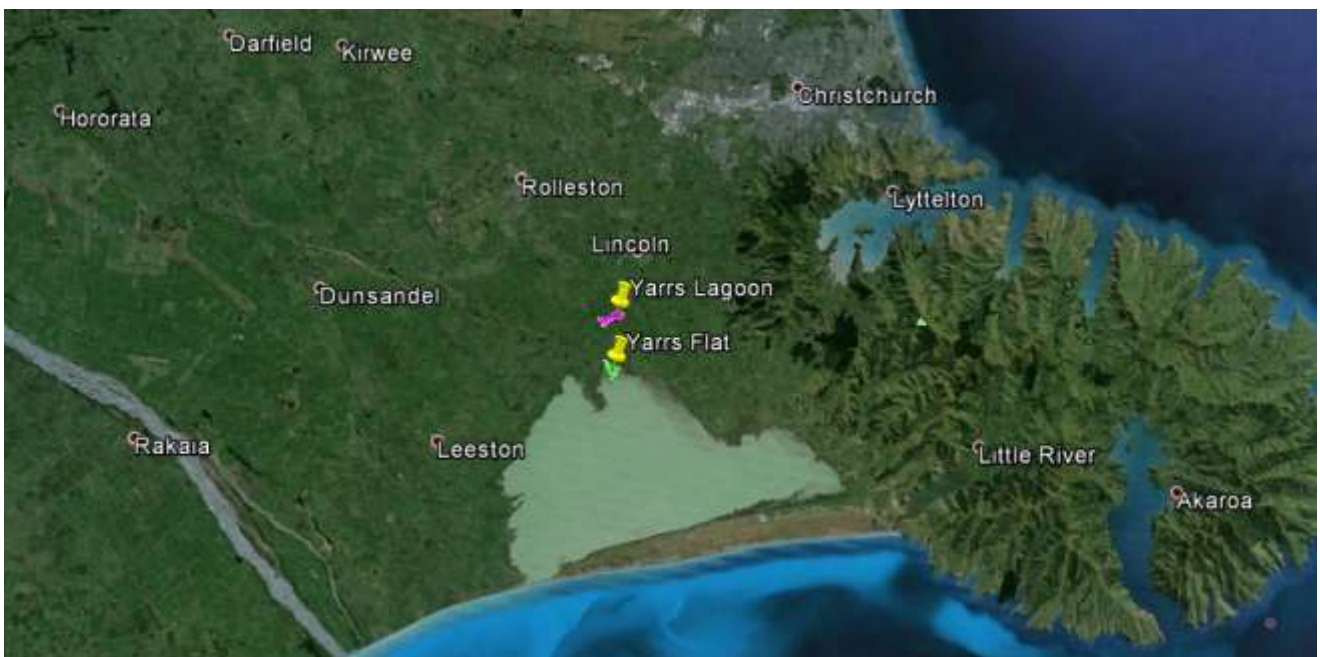 Darfield
Kirwee
Christchurch
Hororata
Rolleston
Lyttelton
Lincoln
Yarrs Lagoon
Dunsandel
Yarrs Flat
Rakaia
Leeston
Little River
Akaroa